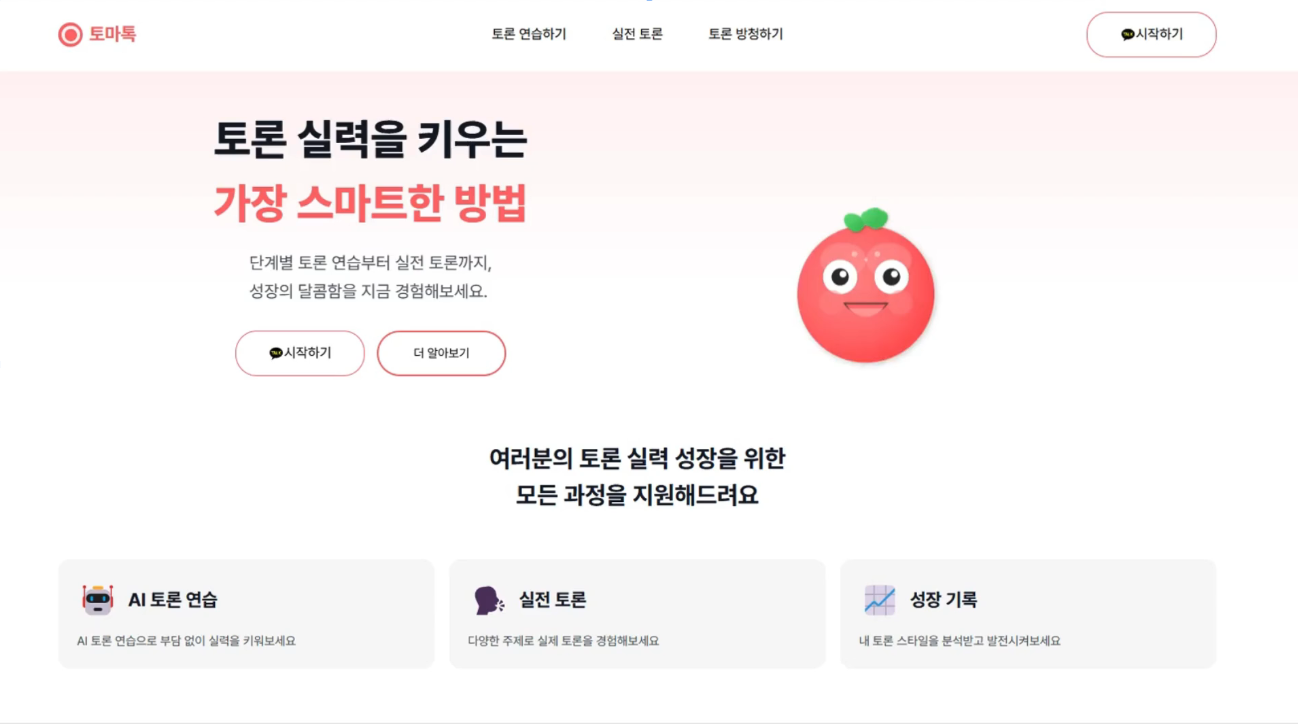 토마톡
토론 연습하기
실전 토론
토론 방청하기
시작하기
토론 실력을 키우는
가장 스마트한 방법
단계별 토론 연습부터 실전 토론까지,
성장의 달콤함을 지금 경험해보세요.
시작하기
더 알아보기
여러분의 토론 실력 성장을 위한
모든 과정을 지원해드려요
AI 토론 연습
AI 토론 연습으로 부담 없이 실력을 키워보세요
실전 토론
다양한 주제로 실제 토론을 경험해보세요
성장 기록
내 토론 스타일을 분석받고 발전시켜보세요